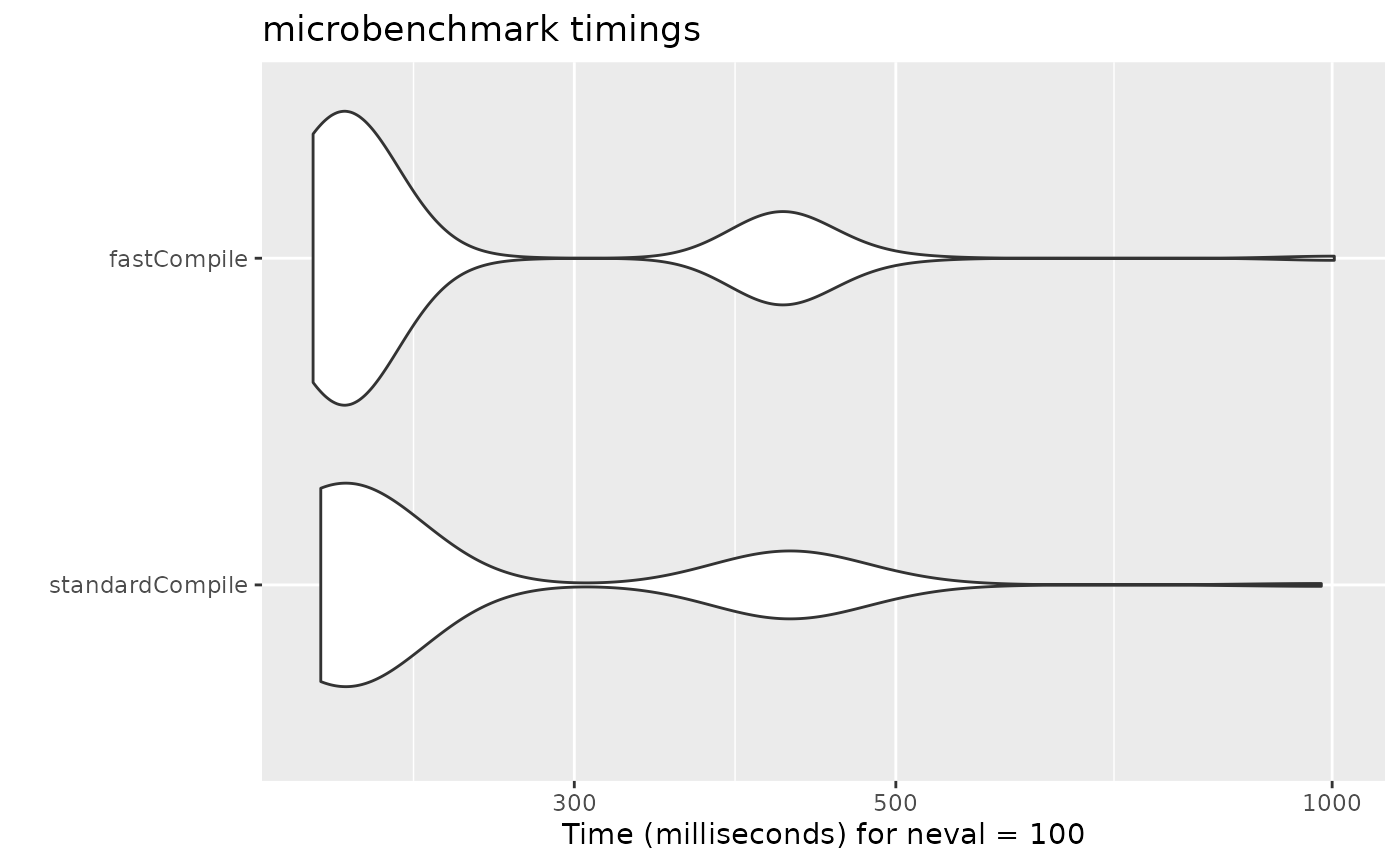 microbenchmark timings
fastCompile
standardCompile
300
500
1000
Time (milliseconds) for neval = 100